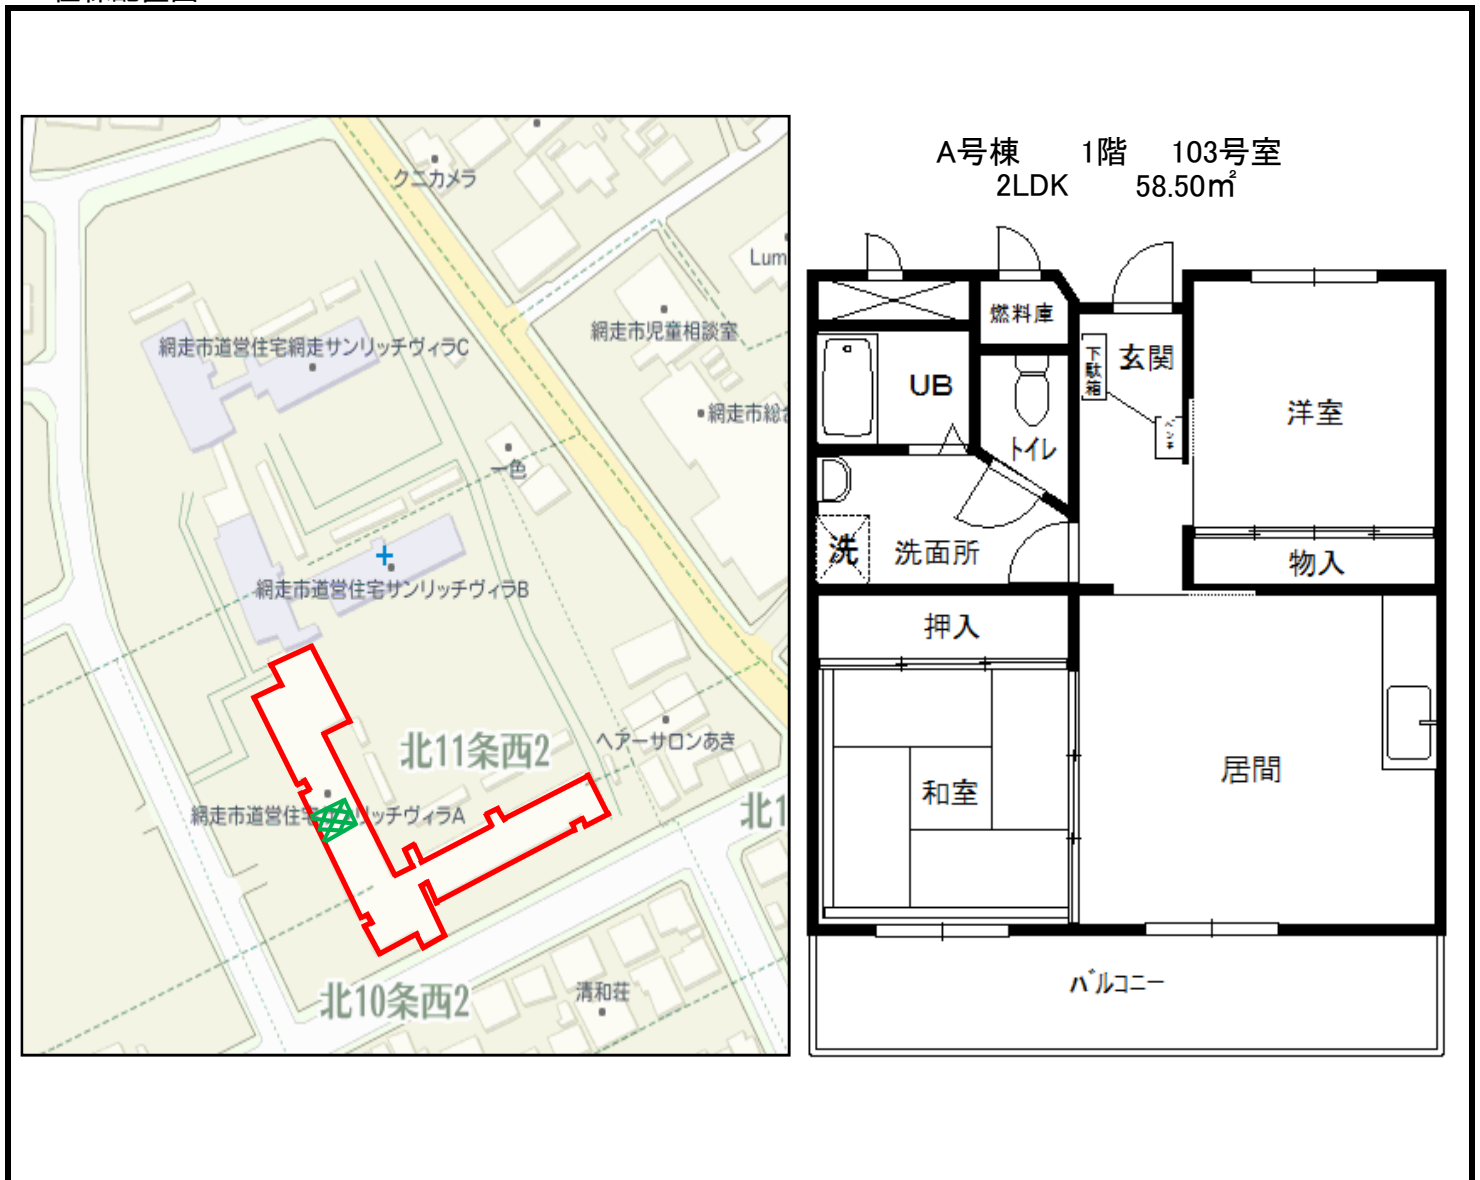 クニカメラ
Lum
網走市児童相談室
網走市道営住宅網走サンリッチヴィラC
網走市総合
一色
網走市道営住宅サンリッチヴィラB
北11条西2
ヘアーサロンあき
網走市道営住宅サンリッチヴィラA
北1
北10条西2
清和荘
A号棟 1階 103号室
2LDK 58.50㎡
燃料庫
下駄箱
玄関
UB
洋室
ベンチ
トイレ
洗
洗面所
物入
押入
和室
居間
バルコニー